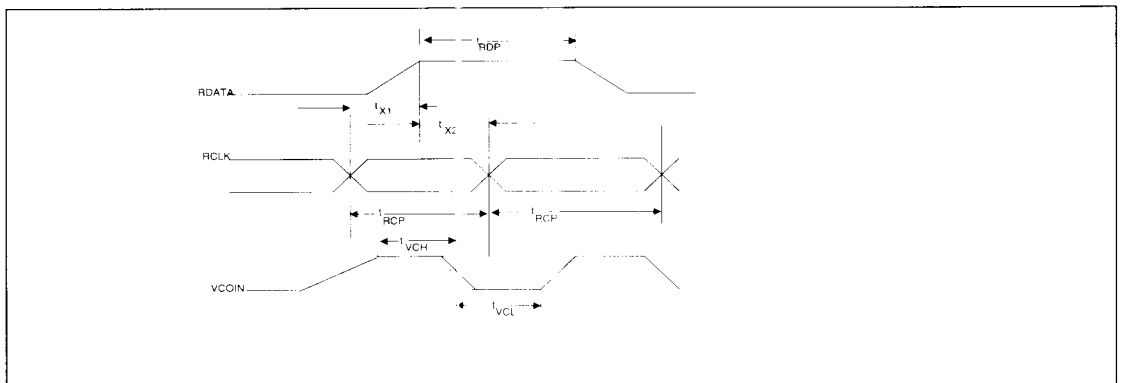 tRDP
RDATA
tX1
tX2
RCLK
tRCP tRCP
tVCH
VCOIN
tVCL